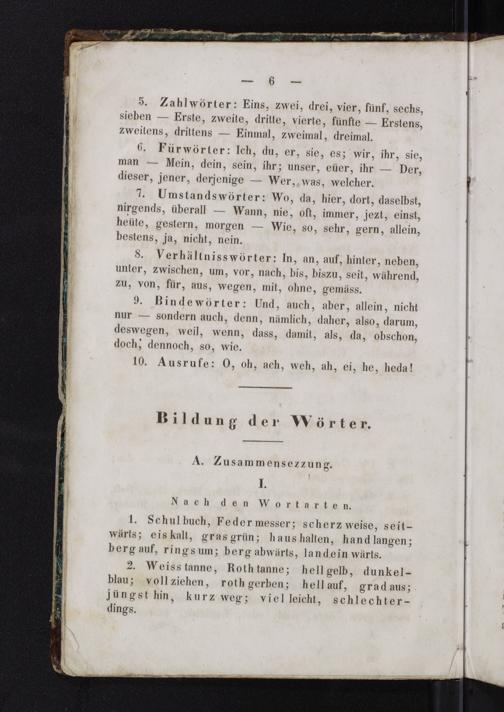 — 6 —
5. Zahlwörter: Eins, zwei, drei, vier, fünf, sechs,
sieben — Erste, zweite, dritte, vierte, fünfte — Erstens,
zweitens, drittens — Einmal, zweimal, dreimal.
6. Fürwörter: Ich, du, er, sie, es; wir, ihr, sie,
man — Mein, dein, sein, ihr; unser, eüer, ihr — Der,
dieser, jener, derjenige — Wer, was, welcher.
7. Umstandswörter: Wo, da, hier, dort, daselbst,
nirgends, überall — Wann, nie, oft, immer, jezt, einst,
heüte, gestern, morgen — Wie, so, sehr, gern, allein,
bestens, ja, nicht, nein.
8. Verhältnisswörter: In, an, auf, hinter, neben,
unter, zwischen, um, vor, nach, bis, biszu, seit, während,
zu, von, für, aus, wegen, mit, ohne, gemäss.
9. Bindewörter: Und, auch, aber, allein, nicht
nur — sondern auch, denn, nämlich, daher, also, darum,
deswegen, weil, wenn, dass, damit, als, da, obschon,
doch, dennoch, so, wie.
10. Ausrufe: O, oh, ach, weh, ah, ei, he, heda!
Bildung der Wörter.
A. Zusammensezzung.
I.
Nach den Wortarten.
1. Schulbuch, Federmesser; scherzweise, seit-
wärts; eiskalt, grasgrün; haushalten, handlangen;
bergauf, ringsum; bergabwärts, landeinwärts.
2. Weisstanne, Rothtanne; hellgelb, dunkel-
blau; vollziehen, rothgerben; hellauf, gradaus;
jüngsthin, kurzweg; vielleicht, schlechter-
dings.